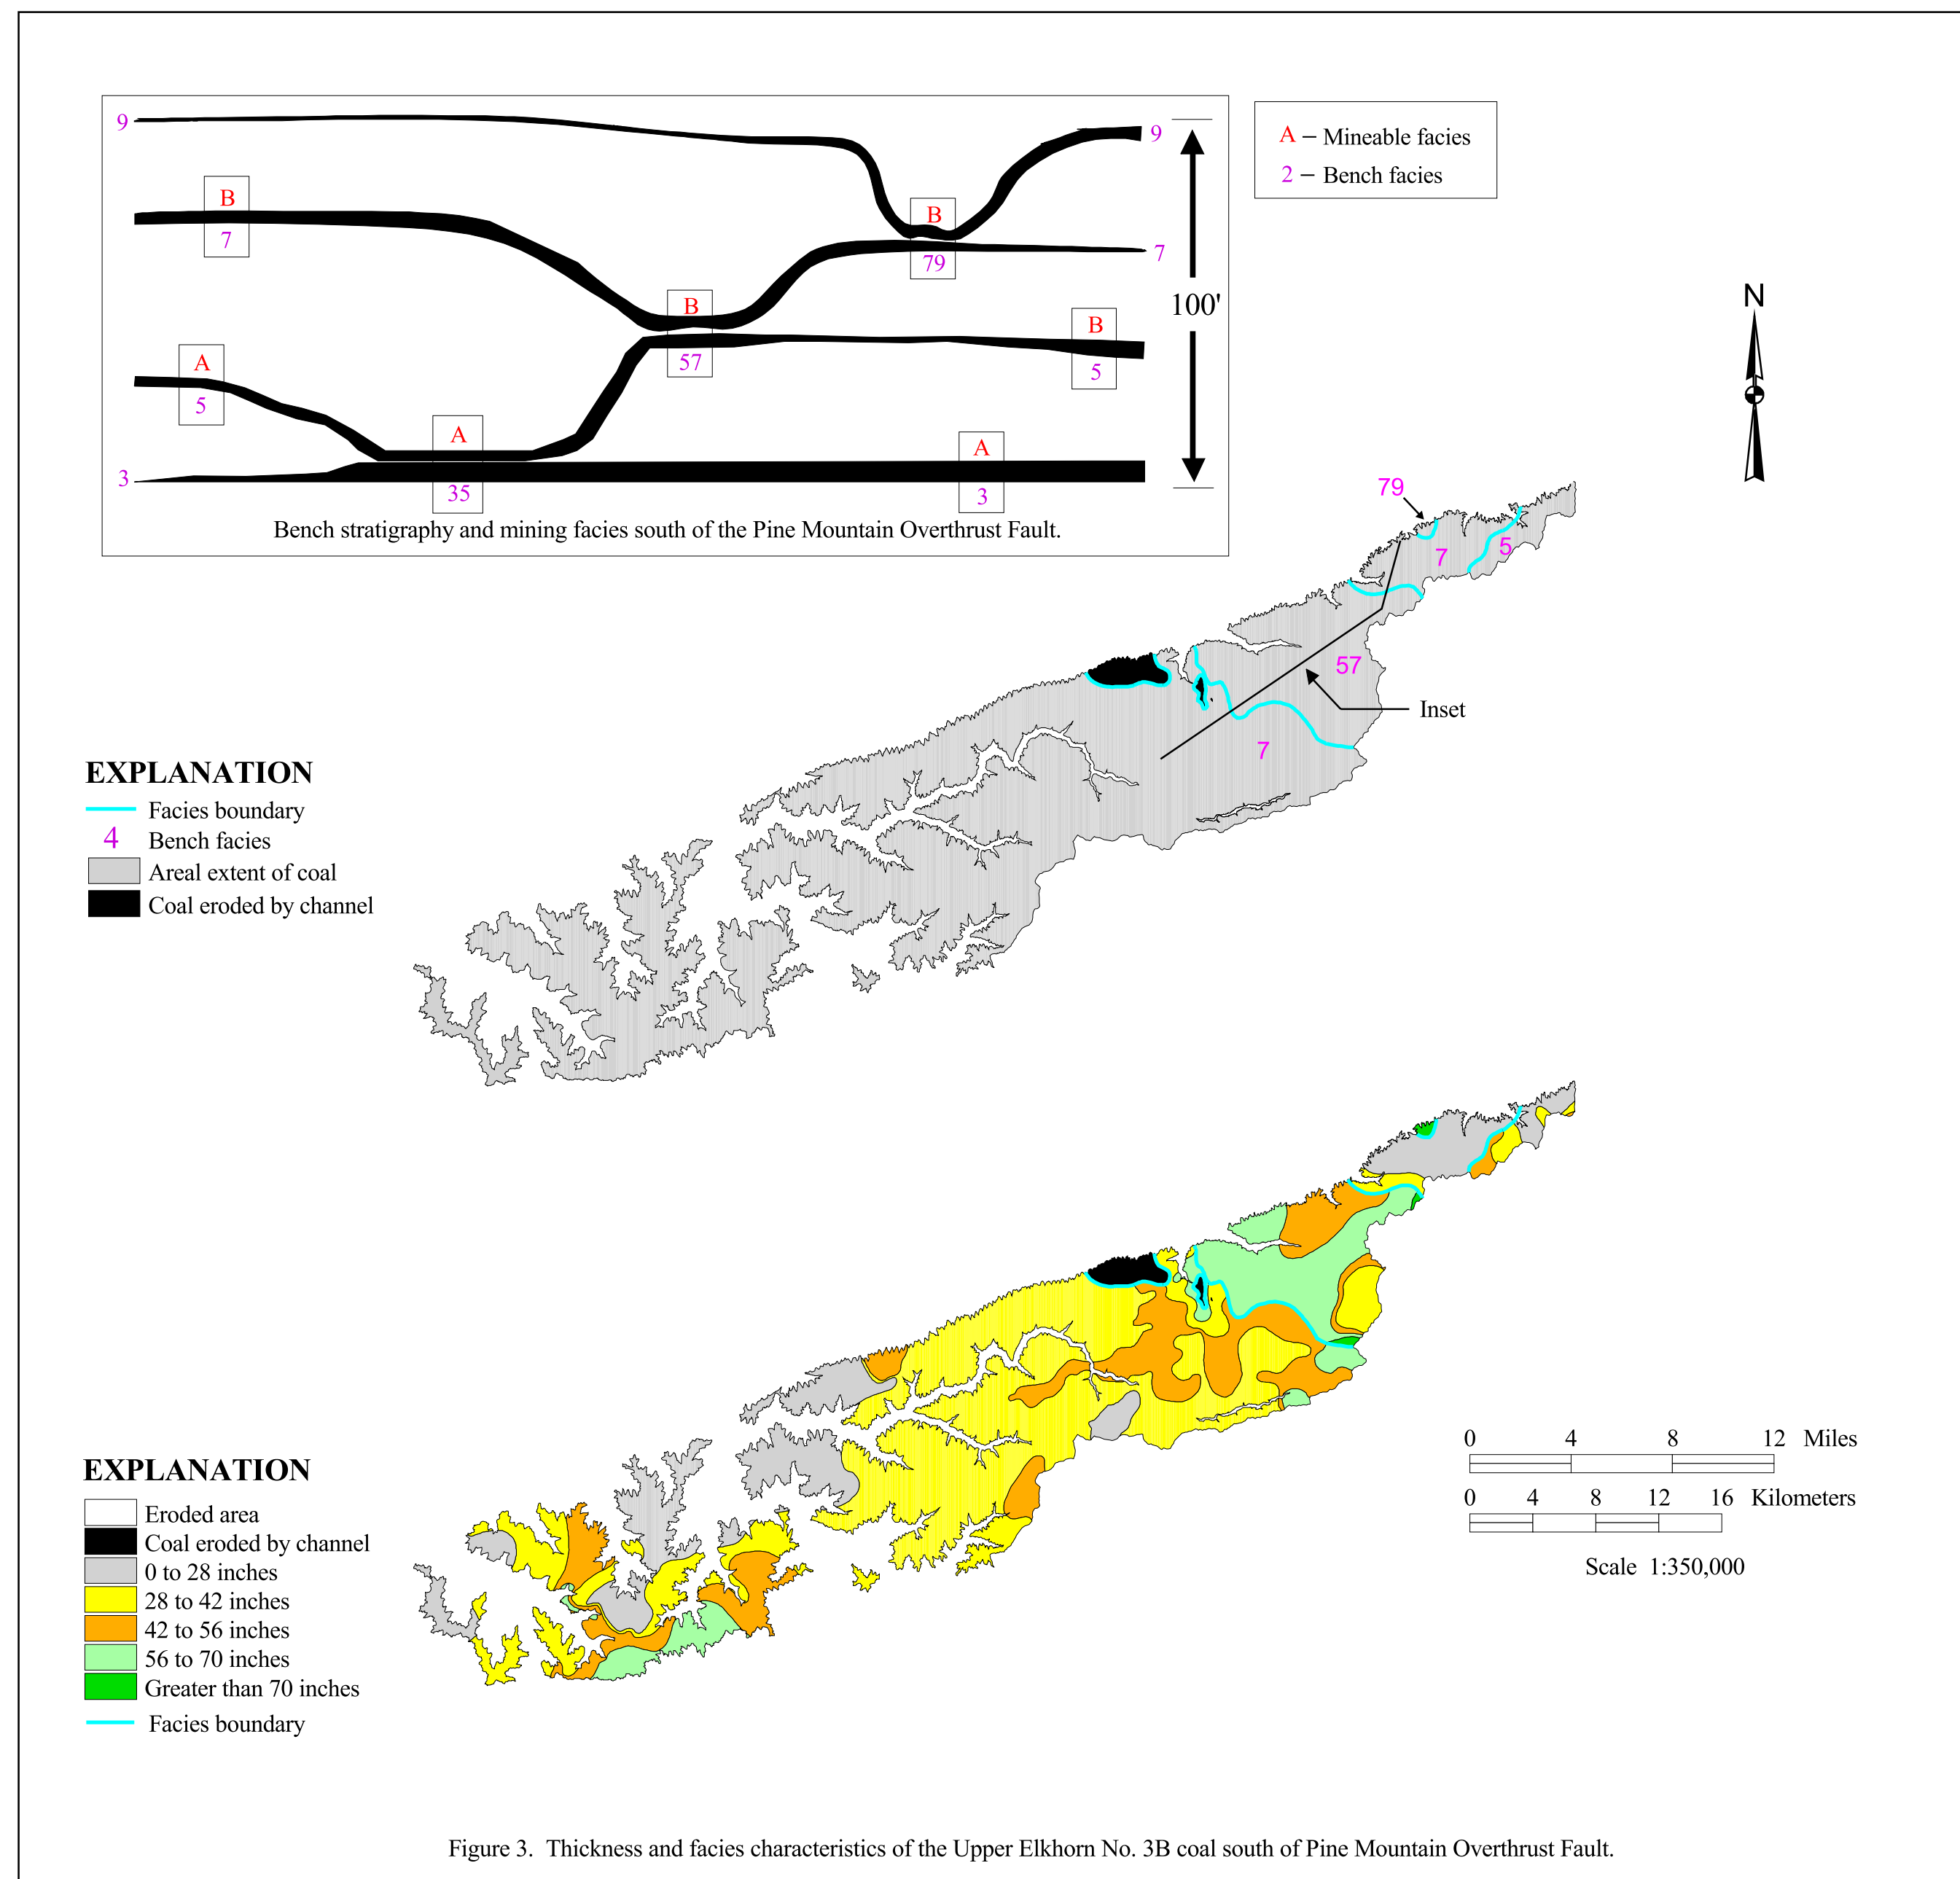 9
9
B
7
B
79
7
B
57
B
5
A
5
A
35
A
3
3
100'
Bench stratigraphy and mining facies south of the Pine Mountain Overthrust Fault.
A – Mineable facies
2 – Bench facies
N
79
7
5
57
Inset
7
EXPLANATION
Facies boundary
4 Bench facies
Areal extent of coal
Coal eroded by channel
EXPLANATION
Eroded area
Coal eroded by channel
0 to 28 inches
28 to 42 inches
42 to 56 inches
56 to 70 inches
Greater than 70 inches
Facies boundary
0 4 8 12 Miles
0 4 8 12 16 Kilometers
Scale 1:350,000
Figure 3. Thickness and facies characteristics of the Upper Elkhorn No. 3B coal south of Pine Mountain Overthrust Fault.